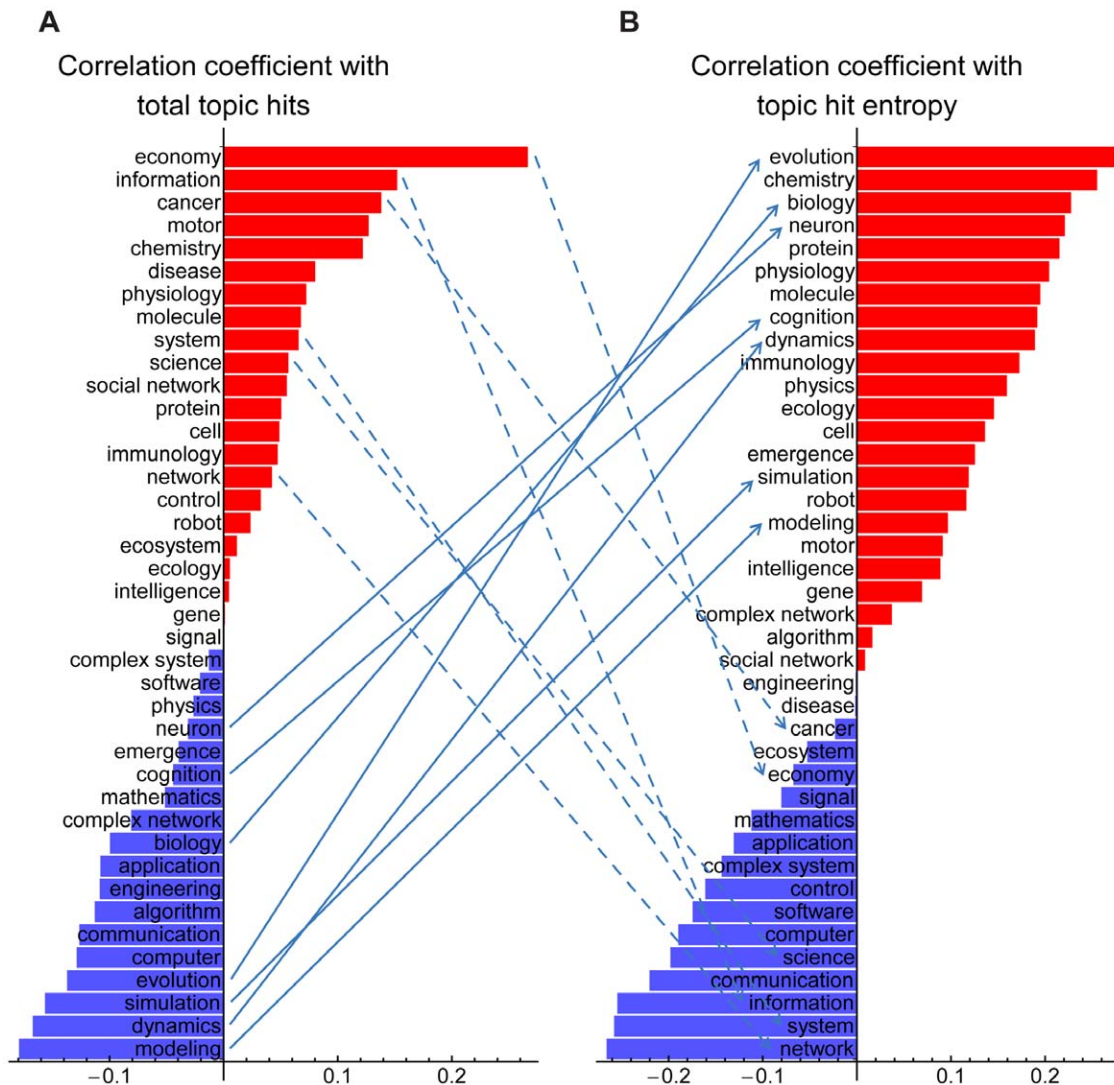 A
Correlation coefficient with
total topic hits
economy
information
cancer
motor
chemistry
disease
physiology
molecule
system
science
social network
protein
cell
immunology
network
control
robot
ecosystem
ecology
intelligence
gene
signal
complex system
software
physics
neuron
emergence
cognition
mathematics
complex network
biology
application
engineering
algorithm
communication
computer
evolution
simulation
dynamics
modeling
−0.1 0.1 0.2
B
Correlation coefficient with
topic hit entropy
evolution
chemistry
biology
neuron
protein
physiology
molecule
cognition
dynamics
immunology
physics
ecology
cell
emergence
simulation
robot
modeling
motor
intelligence
gene
complex network
algorithm
social network
engineering
disease
cancer
ecosystem
economy
signal
mathematics
application
complex system
control
software
computer
science
communication
information
system
network
−0.2 −0.1 0.1 0.2